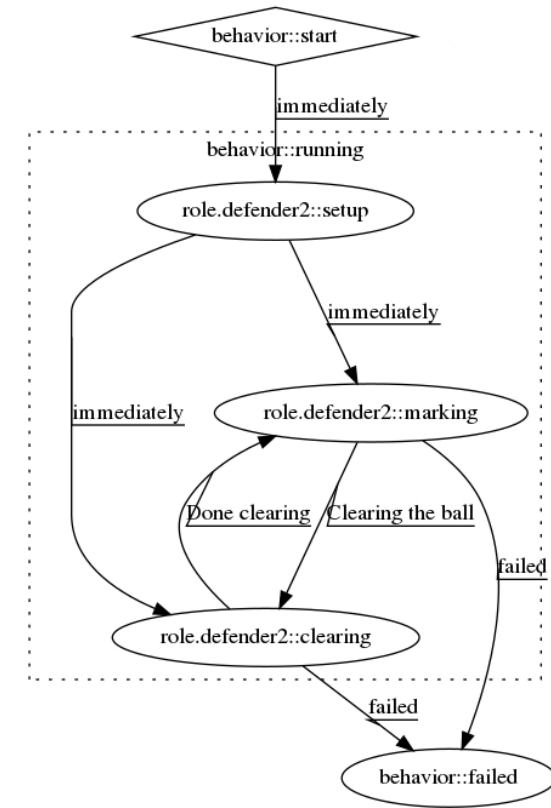 behavior::start
immediately
behavior::running
role.defender2::setup
immediately
immediately
role.defender2::marking
Done clearing
Clearing the ball
failed
role.defender2::clearing
failed
behavior::failed